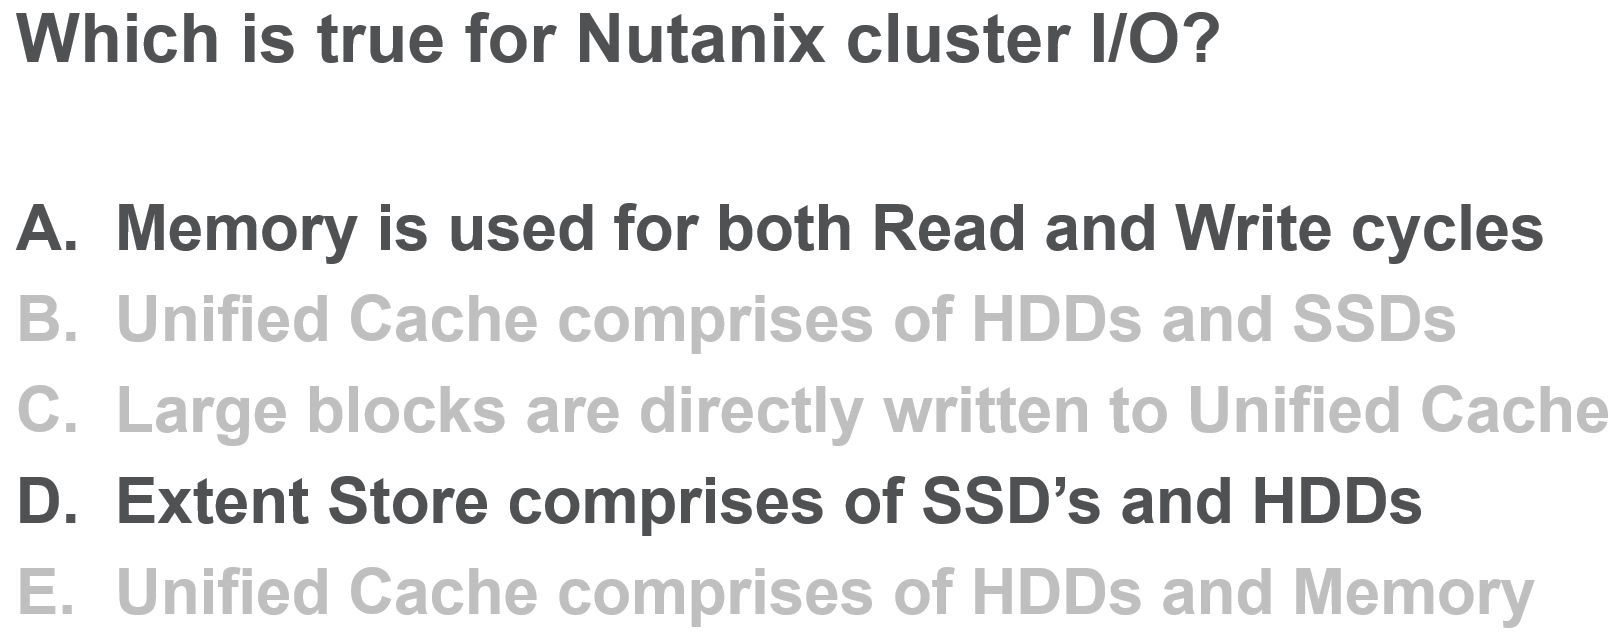 Which is true for Nutanix cluster I/O?
A. Memory is used for both Read and Write cycles
B. Unified Cache comprises of HDDs and SSDs
C. Large blocks are directly written to Unified Cache
D. Extent Store comprises of SSD’s and HDDs
E. Unified Cache comprises of HDDs and Memory